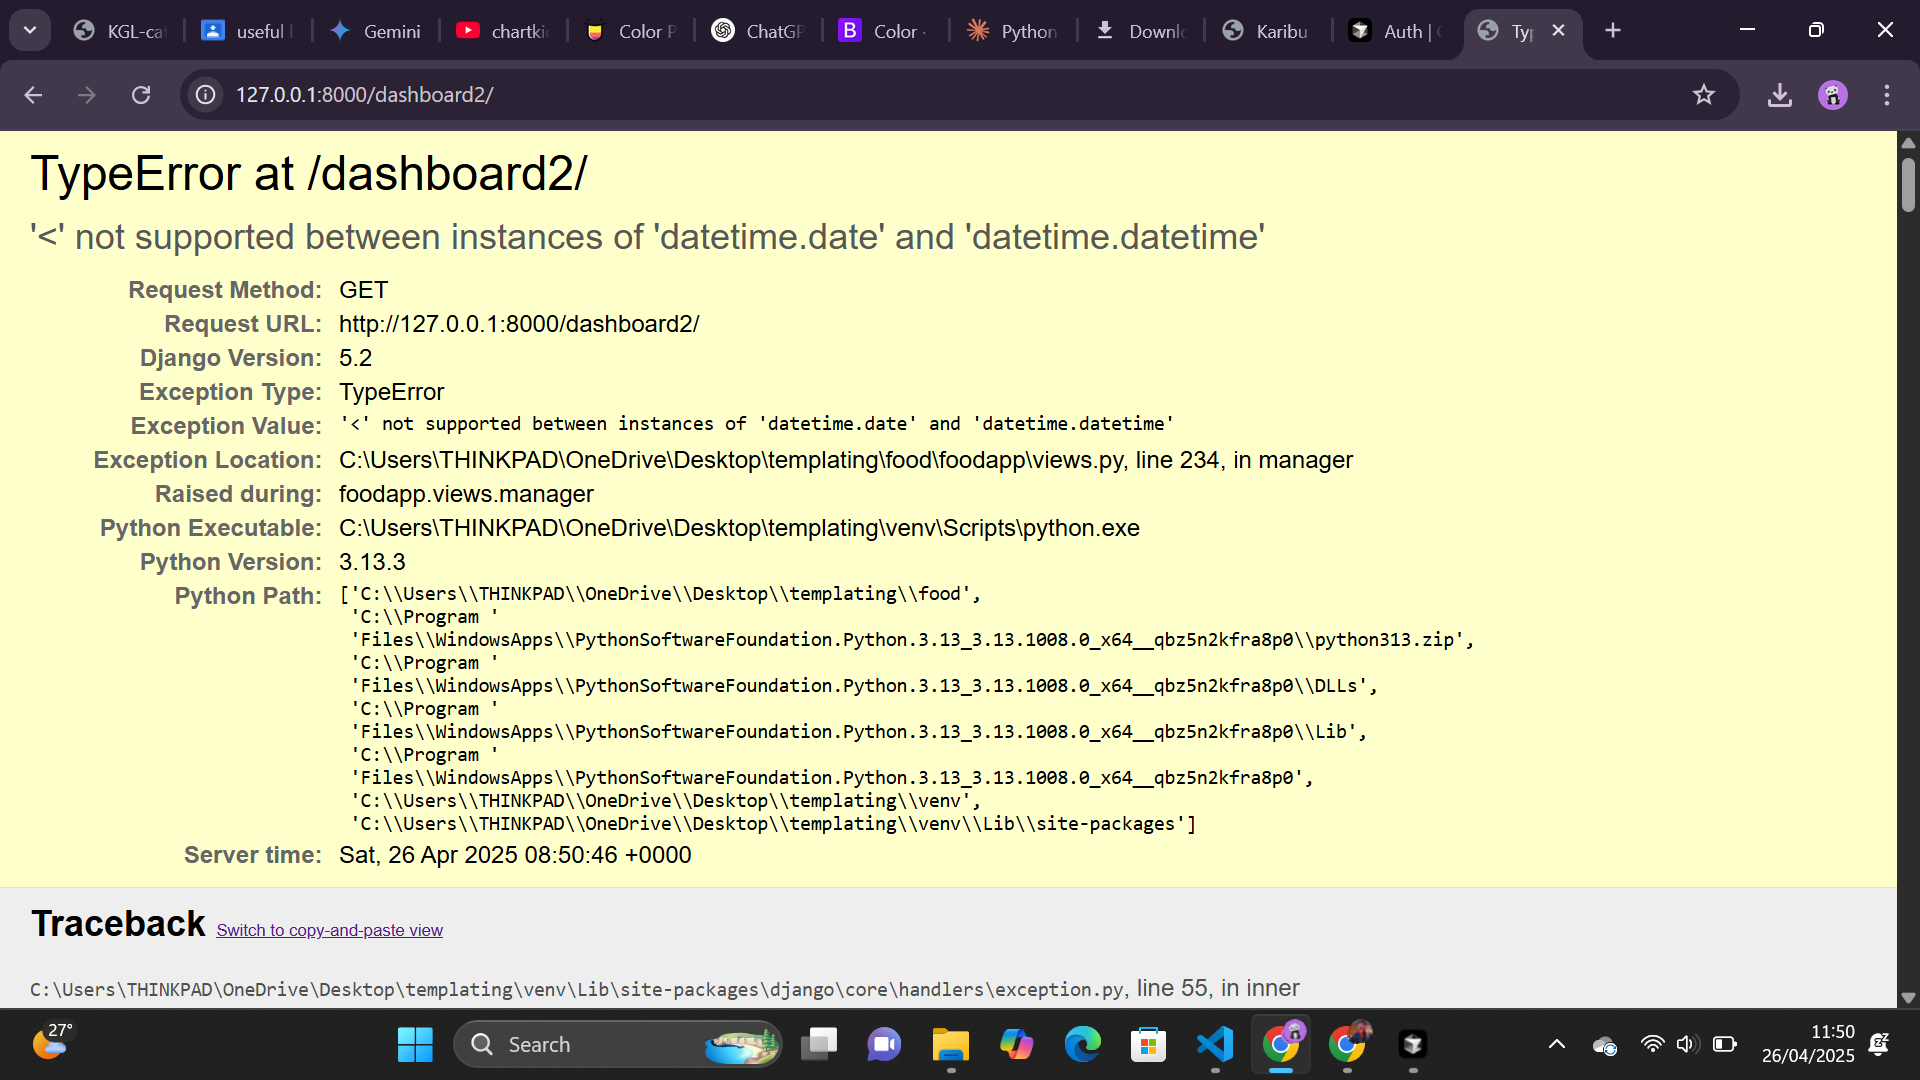 KGL-ca
useful
Gemini
chartki
Color P
ChatGP
B
Color
Python
Downl
Karibu
Auth |
Ty
127.0.0.1:8000/dashboard2/
TypeError at /dashboard2/
'<' not supported between instances of 'datetime.date' and 'datetime.datetime'
Request Method: GET
Request URL: http://127.0.0.1:8000/dashboard2/
Django Version: 5.2
Exception Type: TypeError
Exception Value: '<' not supported between instances of 'datetime.date' and 'datetime.datetime'
Exception Location: C:\Users\THINKPAD\OneDrive\Desktop\templating\food\foodapp\views.py, line 234, in manager
Raised during: foodapp.views.manager
Python Executable: C:\Users\THINKPAD\OneDrive\Desktop\templating\venv\Scripts\python.exe
Python Version: 3.13.3
Python Path: ['C:\\Users\\THINKPAD\\OneDrive\\Desktop\\templating\\food',
'C:\\Program '
'Files\\WindowsApps\\PythonSoftwareFoundation.Python.3.13_3.13.1008.0_x64__qbz5n2kfra8p0\\python313.zip',
'C:\\Program '
'Files\\WindowsApps\\PythonSoftwareFoundation.Python.3.13_3.13.1008.0_x64__qbz5n2kfra8p0\\DLLs',
'C:\\Program '
'Files\\WindowsApps\\PythonSoftwareFoundation.Python.3.13_3.13.1008.0_x64__qbz5n2kfra8p0\\Lib',
'C:\\Program '
'Files\\WindowsApps\\PythonSoftwareFoundation.Python.3.13_3.13.1008.0_x64__qbz5n2kfra8p0',
'C:\\Users\\THINKPAD\\OneDrive\\Desktop\\templating\\venv',
'C:\\Users\\THINKPAD\\OneDrive\\Desktop\\templating\\venv\\Lib\\site-packages']
Server time: Sat, 26 Apr 2025 08:50:46 +0000
Traceback Switch to copy-and-paste view
C:\Users\THINKPAD\OneDrive\Desktop\templating\venv\Lib\site-packages\django\core\handlers\exception.py, line 55, in inner
27°
Search
11:50
26/04/2025